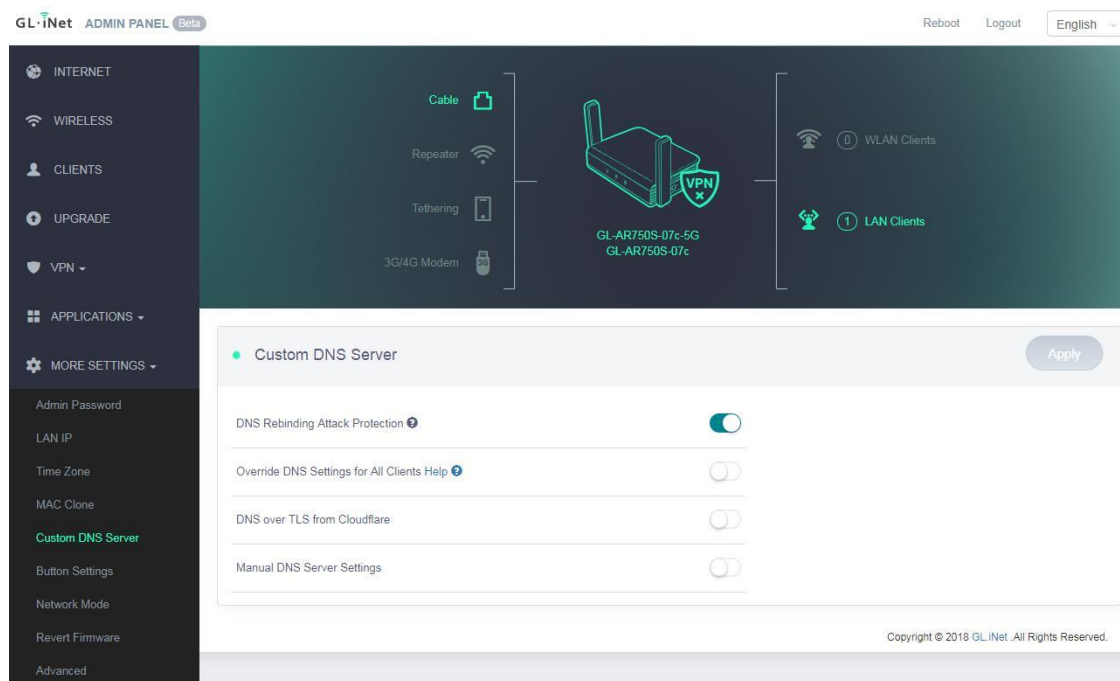 GL·iNet ADMIN PANEL Beta
Reboot Logout English
INTERNET
WIRELESS
CLIENTS
UPGRADE
VPN
APPLICATIONS
MORE SETTINGS
Admin Password
LAN IP
Time Zone
MAC Clone
Custom DNS Server
Button Settings
Network Mode
Revert Firmware
Advanced
Cable
Repeater
Tethering
3G/4G Modem
3G
VPN
GL-AR750S-07c-5G
GL-AR750S-07c
0 WLAN Clients
1 LAN Clients
Custom DNS Server
Apply
DNS Rebinding Attack Protection ?
Override DNS Settings for All Clients Help ?
DNS over TLS from Cloudflare
Manual DNS Server Settings
Copyright © 2018 GL.iNet .All Rights Reserved.